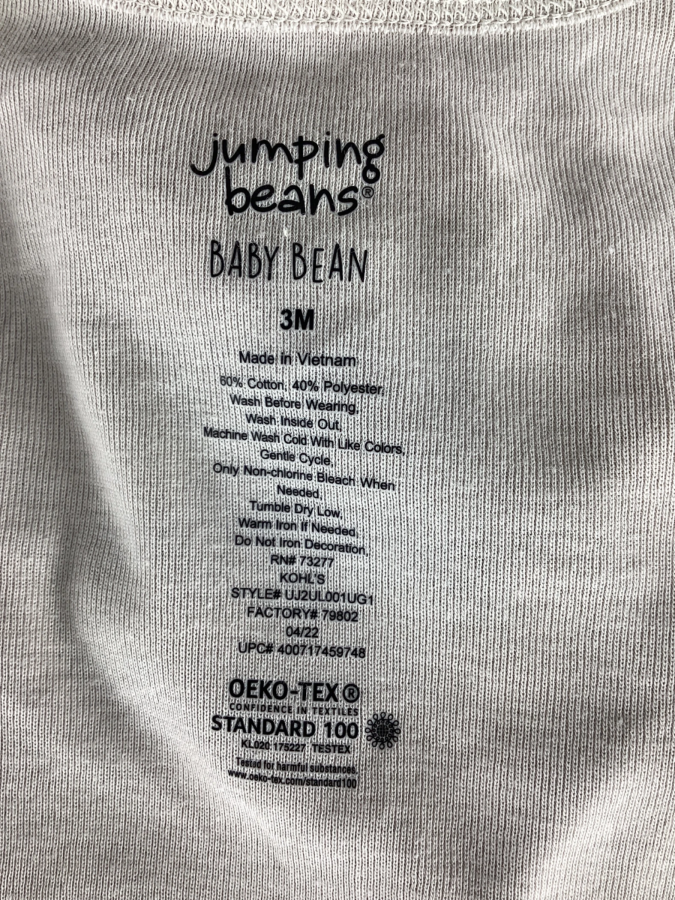 jumping
beans®
BABY BEAN
3M
Made in Vietnam
60% Cotton, 40% Polyester,
Wash Before Wearing,
Wash Inside Out,
Machine Wash Cold With Like Colors,
Gentle Cycle,
Only Non-chlorine Bleach When
Needed,
Tumble Dry Low,
Warm Iron If Needed,
Do Not Iron Decoration,
RN# 73277
KOHL'S
STYLE# UJ2UL001UG1
FACTORY# 79802
04/22
UPC# 400717459748
OEKO-TEX®
CONFIDENCE IN TEXTILES
STANDARD 100
KL020 175227 TESTEX
Tested for harmful substances.
www.oeko-tex.com/standard100